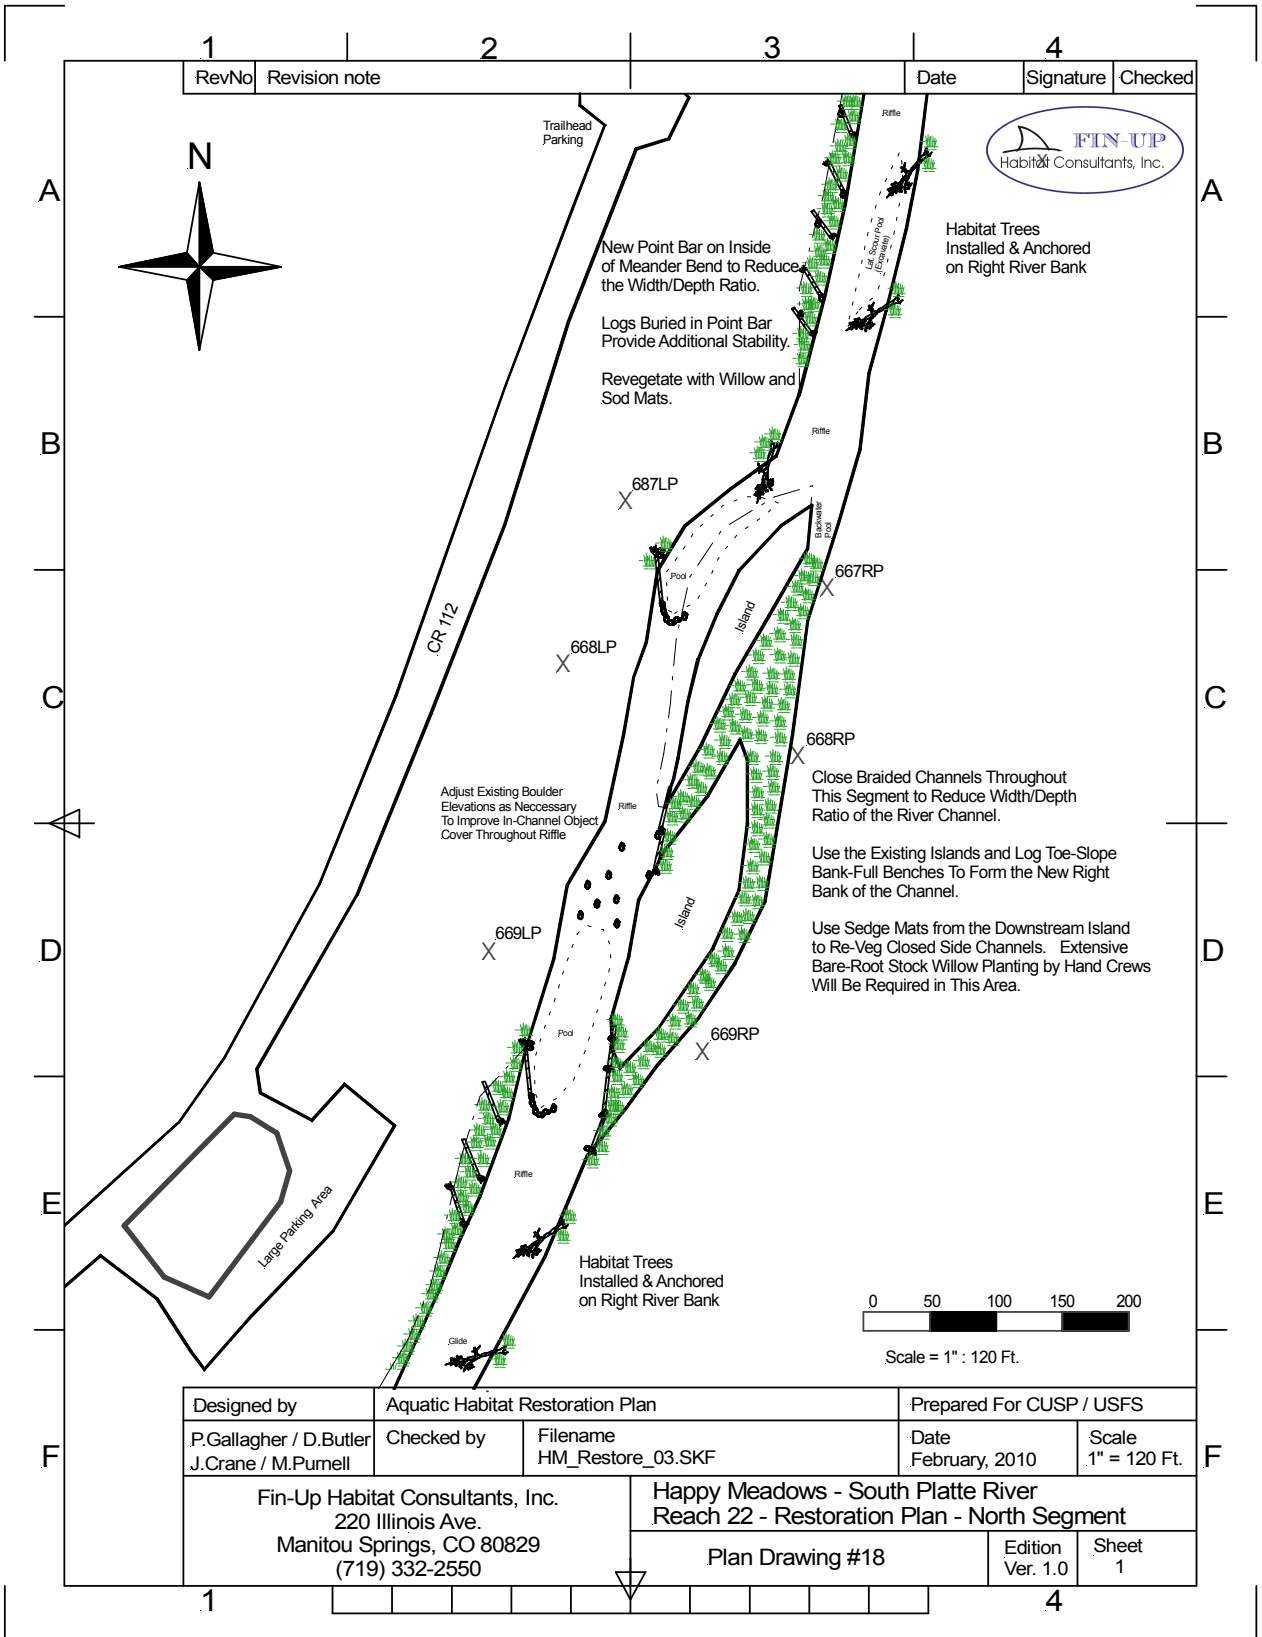 1
2
3
4
RevNo
Revision note
Date
Signature
Checked
Trailhead
Parking
Riffle
FIN-UP
Habitat Consultants, Inc.
X
N
A
A
Lat. Scour Pool
(Excavate)
Habitat Trees
Installed & Anchored
on Right River Bank
New Point Bar on Inside
of Meander Bend to Reduce
the Width/Depth Ratio.
Logs Buried in Point Bar
Provide Additional Stability.
Revegetate with Willow and
Sod Mats.
B
B
Riffle
687LP
X
Backwater
Pool
667RP
X
Pool
Island
CR 112
668LP
X
C
C
668RP
X
Close Braided Channels Throughout
This Segment to Reduce Width/Depth
Ratio of the River Channel.
Adjust Existing Boulder
Elevations as Neccessary
To Improve In-Channel Object
Cover Throughout Riffle
Riffle
Use the Existing Islands and Log Toe-Slope
Bank-Full Benches To Form the New Right
Bank of the Channel.
Island
Use Sedge Mats from the Downstream Island
to Re-Veg Closed Side Channels. Extensive
Bare-Root Stock Willow Planting by Hand Crews
Will Be Required in This Area.
669LP
X
D
D
Pool
669RP
X
Riffle
E
E
Large Parking Area
Habitat Trees
Installed & Anchored
on Right River Bank
0 50 100 150 200
Scale = 1" : 120 Ft.
Glide
Designed by
Aquatic Habitat Restoration Plan
Prepared For CUSP / USFS
P.Gallagher / D.Butler
J.Crane / M.Purnell
Checked by
Filename
HM_Restore_03.SKF
Date
February, 2010
Scale
1" = 120 Ft.
F
F
Fin-Up Habitat Consultants, Inc.
220 Illinois Ave.
Manitou Springs, CO 80829
(719) 332-2550
Happy Meadows - South Platte River
Reach 22 - Restoration Plan - North Segment
Plan Drawing #18
Edition
Ver. 1.0
Sheet
1
1
4